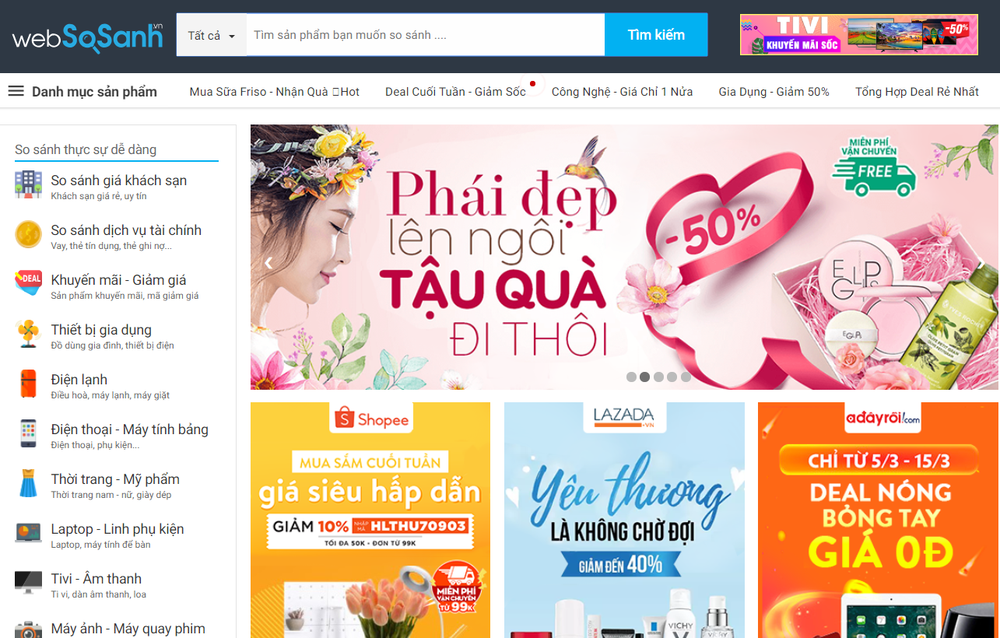 webSoSanh.vn
Tất cả
Tìm sản phẩm bạn muốn so sánh ....
Tìm kiếm
TIVI
KHUYẾN MÃI SỐC
-50%
Danh mục sản phẩm
Mua Sữa Friso - Nhận Quà Hot
Deal Cuối Tuần - Giảm Sốc
Công Nghệ - Giá Chỉ 1 Nửa
Gia Dụng - Giảm 50%
Tổng Hợp Deal Rẻ Nhất
So sánh thực sự dễ dàng
So sánh giá khách sạn
Khách sạn giá rẻ, uy tín
So sánh dịch vụ tài chính
Vay, thẻ tín dụng, thẻ ghi nợ...
DEAL
Khuyến mãi - Giảm giá
Sản phẩm khuyến mãi, mã giảm giá
Thiết bị gia dụng
Đồ dùng gia đình, thiết bị điện
Điện lạnh
Điều hoà, máy lạnh, máy giặt
Điện thoại - Máy tính bảng
Điện thoại, phụ kiện...
Thời trang - Mỹ phẩm
Thời trang nam - nữ, giày dép
Laptop - Linh phụ kiện
Laptop, máy tính để bàn
Tivi - Âm thanh
Ti vi, dàn âm thanh, loa
Máy ảnh - Máy quay phim
Phái đẹp
lên ngôi
TẬU QUÀ
ĐI THÔI
-50%
MIỄN PHÍ
VẬN CHUYỂN
FREE
EGLIPS
EGLIPS
YVES ROCHER
OLIVE PETIT GRAIN
Shopee
MUA SẮM CUỐI TUẦN
giá siêu hấp dẫn
GIẢM 10% NHẬP MÃ HLTHU70903
TỐI ĐA 50K - ĐƠN TỪ 99K
MIỄN PHÍ
VẬN CHUYỂN
TỪ 99K
LAZADA
.VN
Yêu thương
LÀ KHÔNG CHỜ ĐỢI
GIẢM ĐẾN 40%
VICHY
VICHY
adâyrồi.com
CHỈ TỪ 5/3 - 15/3
DEAL NÓNG
BỎNG TAY
GIÁ 0Đ